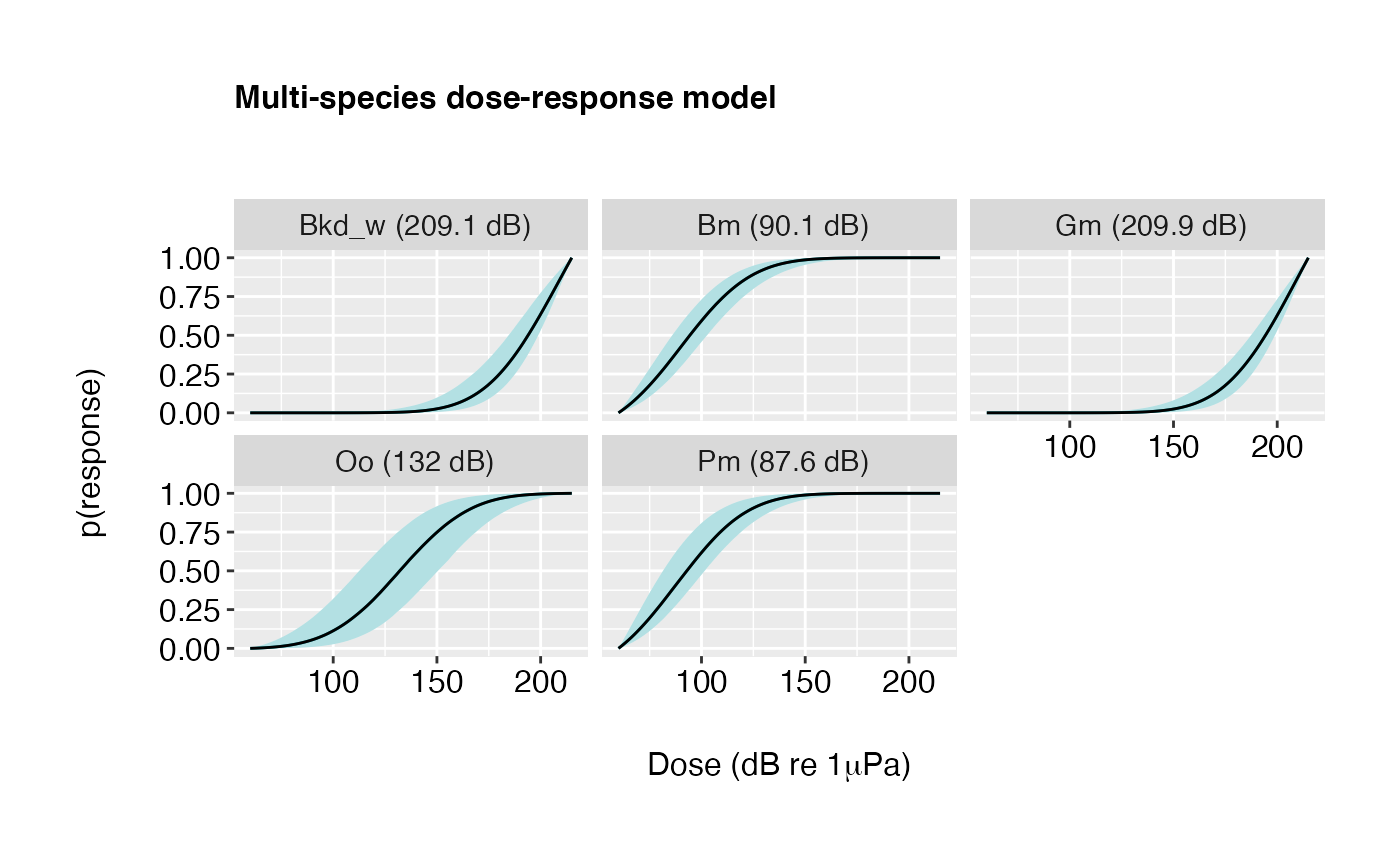 Multi-species dose-response model
Bkd_w (209.1 dB)
Bm (90.1 dB)
Gm (209.9 dB)
1.00
0.75
0.50
0.25
0.00
100 150 200
Oo (132 dB)
Pm (87.6 dB)
1.00
0.75
0.50
0.25
0.00
100 150 200
100 150 200
p(response)
Dose (dB re 1μPa)